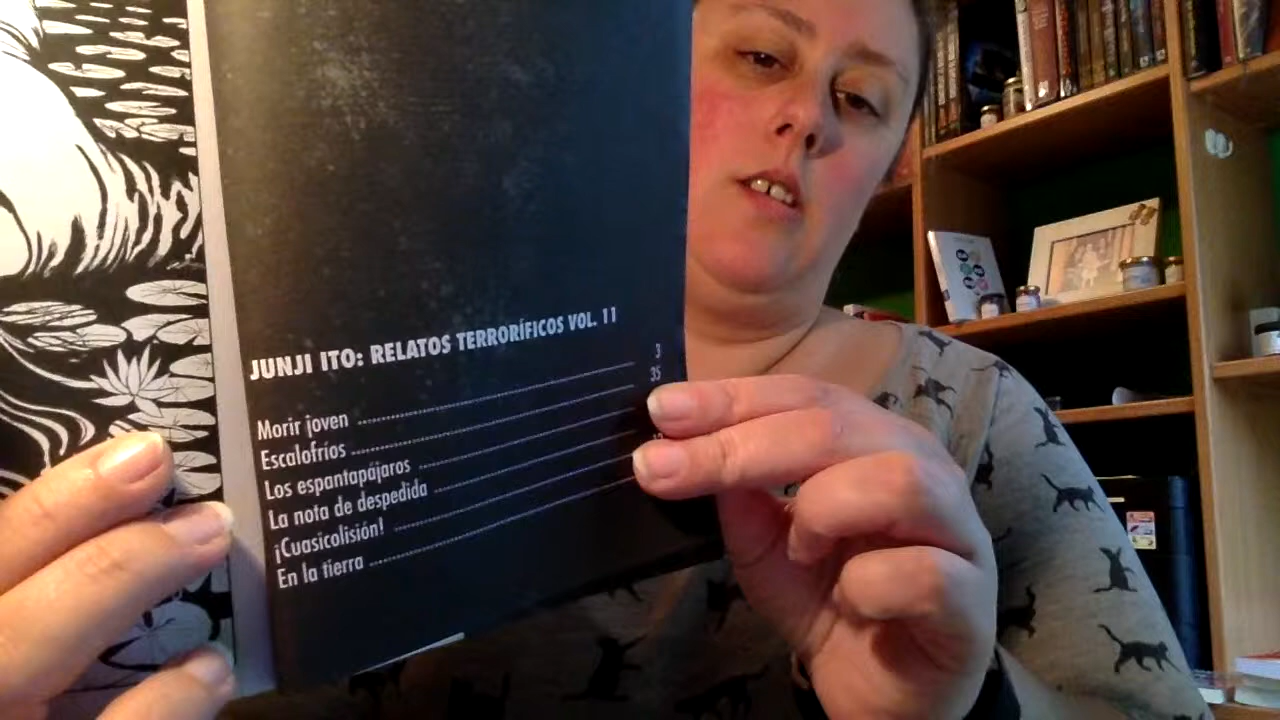 JUNJI ITO: RELATOS TERRORÍFICOS VOL. 11
Morir joven 3
Escalofríos 35
Los espantapájaros
La nota de despedida
¡Cuasicolisión!
En la tierra